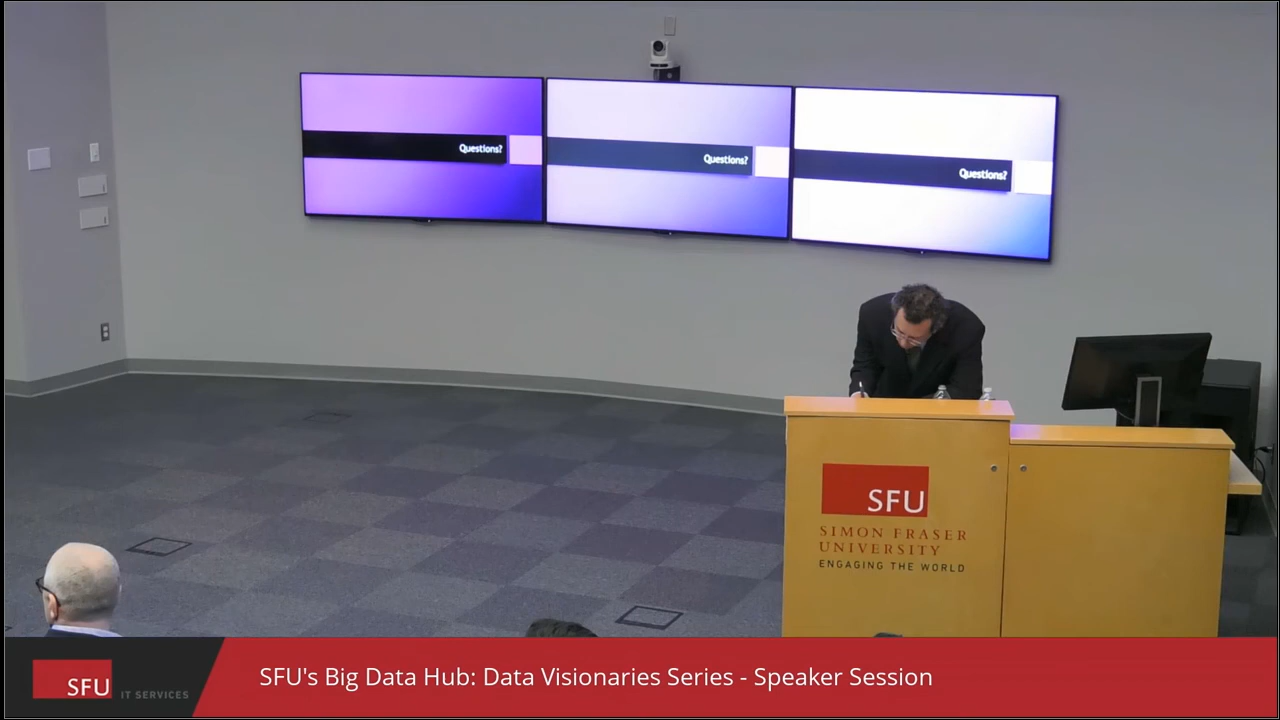 Questions?
Questions?
Questions?
SFU
SIMON FRASER
UNIVERSITY
ENGAGING THE WORLD
SFU IT SERVICES
SFU's Big Data Hub: Data Visionaries Series - Speaker Session